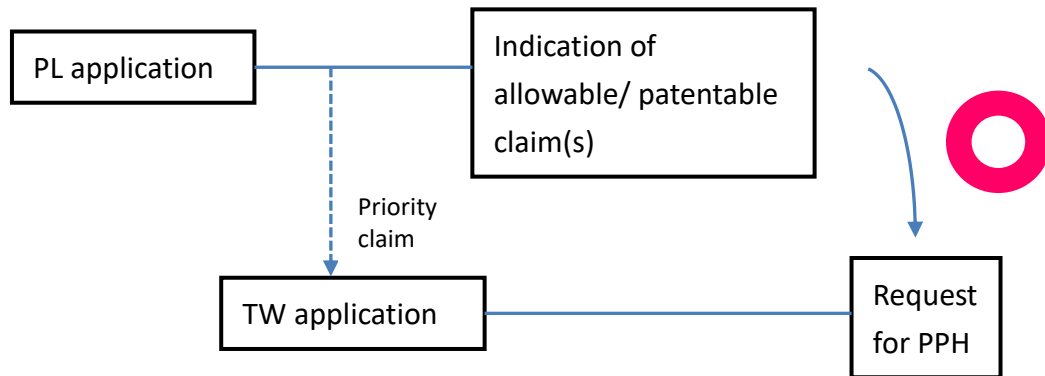 PL application
Indication of
allowable/ patentable
claim(s)
Priority
claim
TW application
Request
for PPH